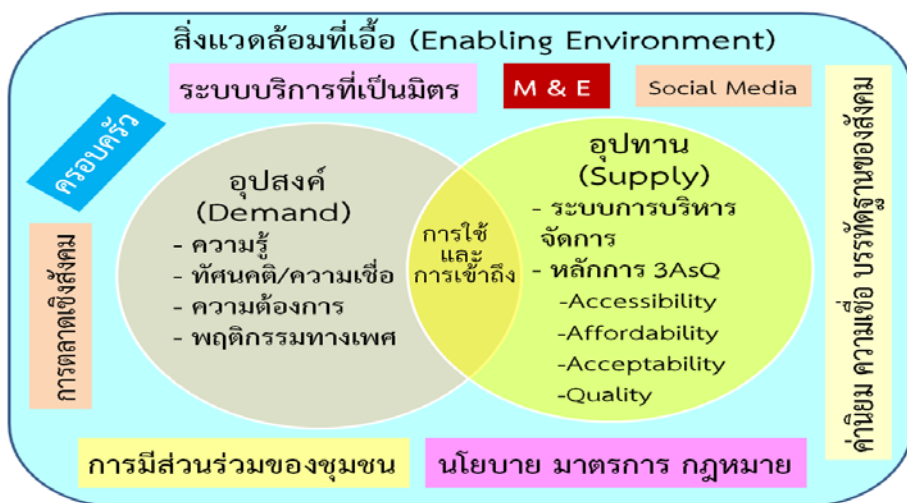 สิ่งแวดล้อมที่เอื้อ (Enabling Environment)
ระบบบริการที่เป็นมิตร
M & E
Social Media
ครอบครัว
อุปสงค์
(Demand)
- ความรู้
- ทัศนคติ/ความเชื่อ
- ความต้องการ
- พฤติกรรมทางเพศ
การใช้
และ
การเข้าถึง
อุปทาน
(Supply)
- ระบบการบริหาร
จัดการ
- หลักการ 3AsQ
-Accessibility
-Affordability
-Acceptability
-Quality
การตลาดเชิงสังคม
ค่านิยม ความเชื่อ บรรทัดฐานของสังคม
การมีส่วนร่วมของชุมชน
นโยบาย มาตรการ กฎหมาย